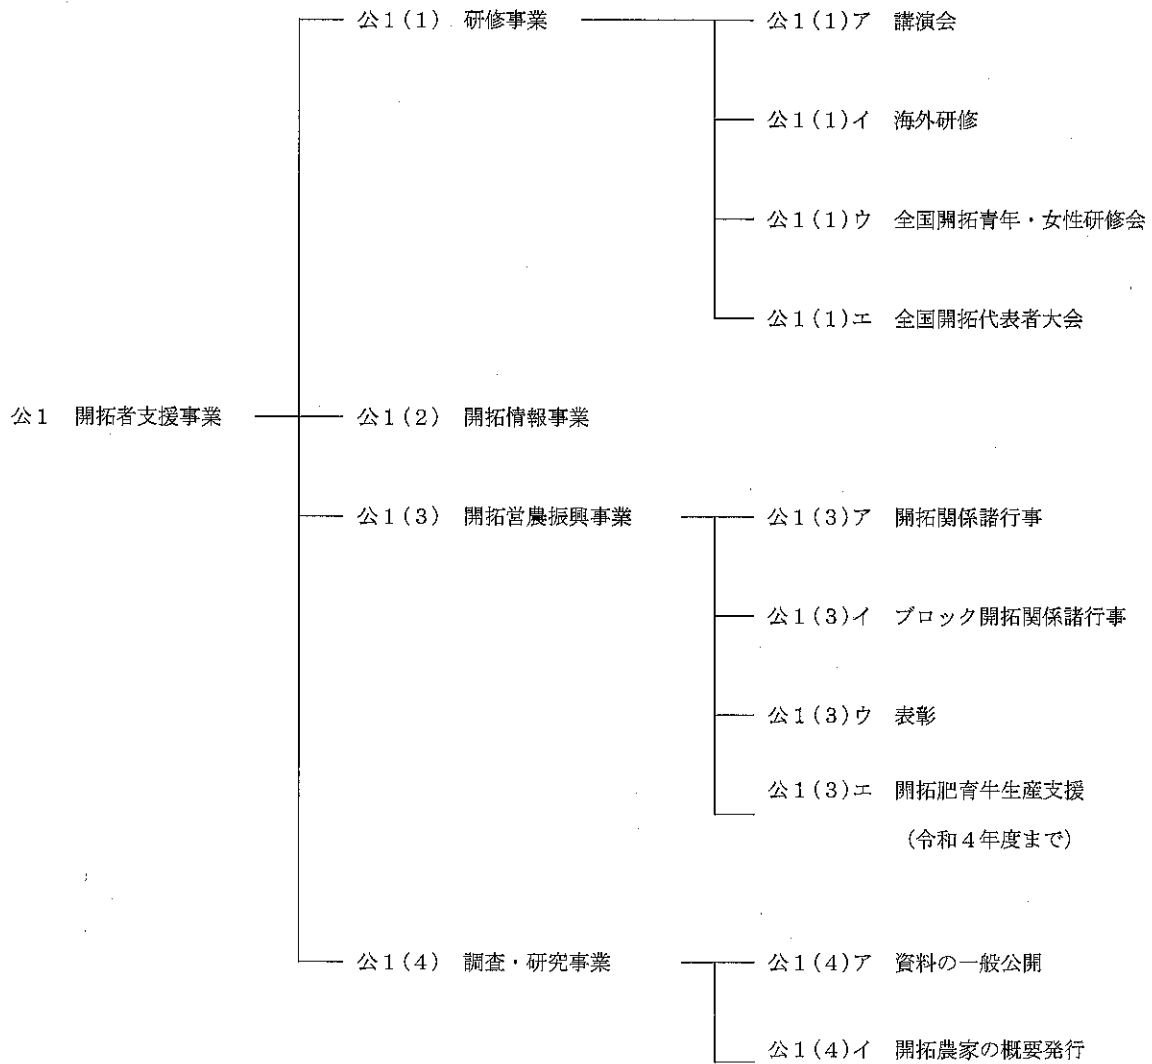 公1(1) 研修事業
公1(1)ア 講演会
公1(1)イ 海外研修
公1(1)ウ 全国開拓青年・女性研修会
公1(1)エ 全国開拓代表者大会
公1 開拓者支援事業
公1(2) 開拓情報事業
公1(3) 開拓営農振興事業
公1(3)ア 開拓関係諸行事
公1(3)イ ブロック開拓関係諸行事
公1(3)ウ 表彰
公1(3)エ 開拓肥育牛生産支援
(令和4年度まで)
公1(4) 調査・研究事業
公1(4)ア 資料の一般公開
公1(4)イ 開拓農家の概要発行